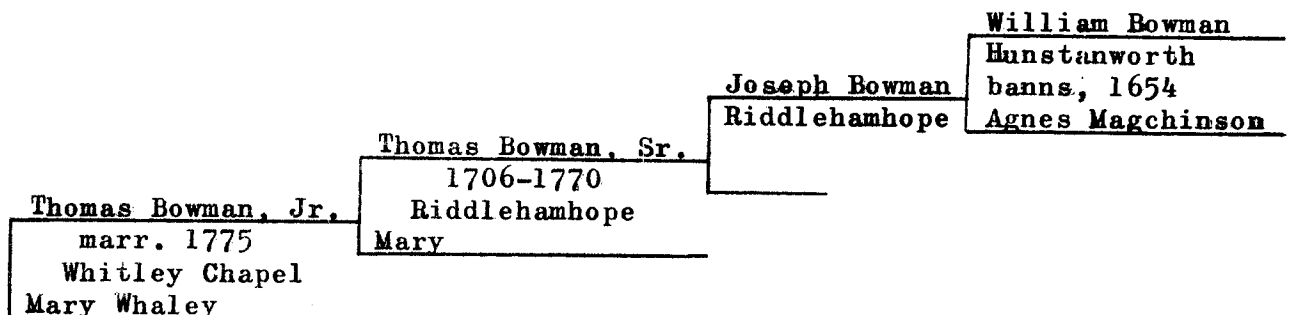 William Bowman
Hunstanworth
Joseph Bowman banns, 1654
Riddlehamhope Agnes Magchinson
Thomas Bowman, Sr.
1706-1770
Thomas Bowman, Jr. Riddlehamhope
marr. 1775 Mary
Whitley Chapel
Mary Whaley